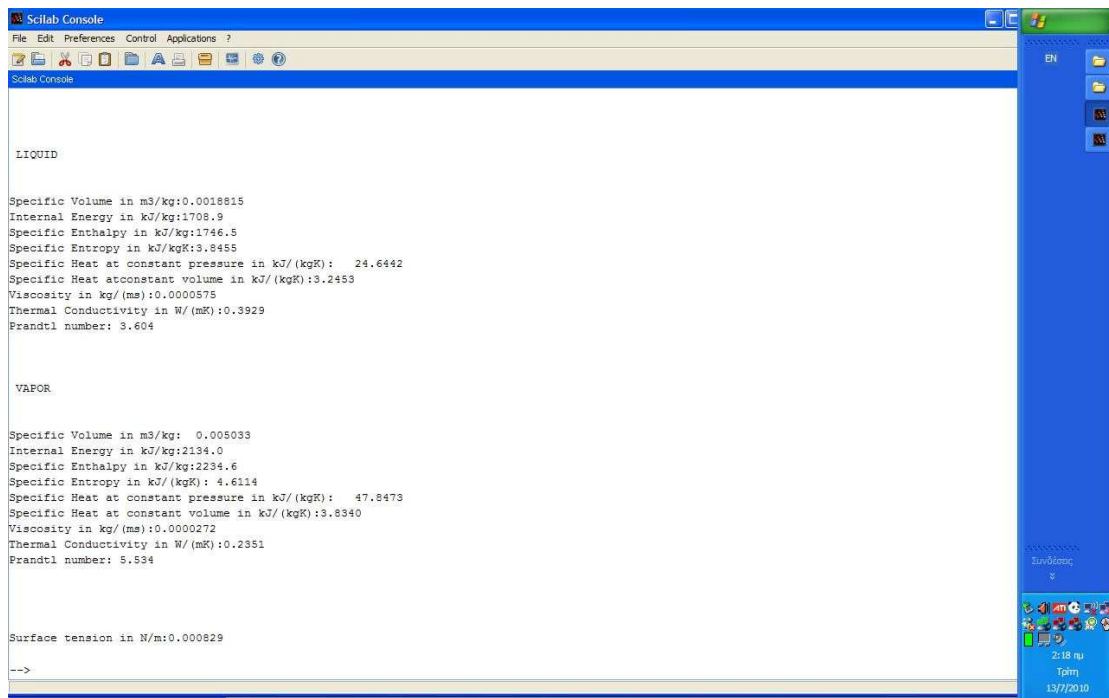 Scilab Console
File Edit Preferences Control Applications ?
Scilab Console
LIQUID
Specific Volume in m3/kg:0.0018815
Internal Energy in kJ/kg:1708.9
Specific Enthalpy in kJ/kg:1746.5
Specific Entropy in kJ/kgK:3.8455
Specific Heat at constant pressure in kJ/(kgK):   24.6442
Specific Heat atconstant volume in kJ/(kgK):3.2453
Viscosity in kg/(ms):0.0000575
Thermal Conductivity in W/(mK):0.3929
Prandtl number: 3.604
VAPOR
Specific Volume in m3/kg:  0.005033
Internal Energy in kJ/kg:2134.0
Specific Enthalpy in kJ/kg:2234.6
Specific Entropy in kJ/(kgK): 4.6114
Specific Heat at constant pressure in kJ/(kgK):   47.8473
Specific Heat at constant volume in kJ/(kgK):3.8340
Viscosity in kg/(ms):0.0000272
Thermal Conductivity in W/(mK):0.2351
Prandtl number: 5.534
Surface tension in N/m:0.000829
-->
EN
Συνδέσεις
ATI
2:18 πμ
Τρίτη
13/7/2010